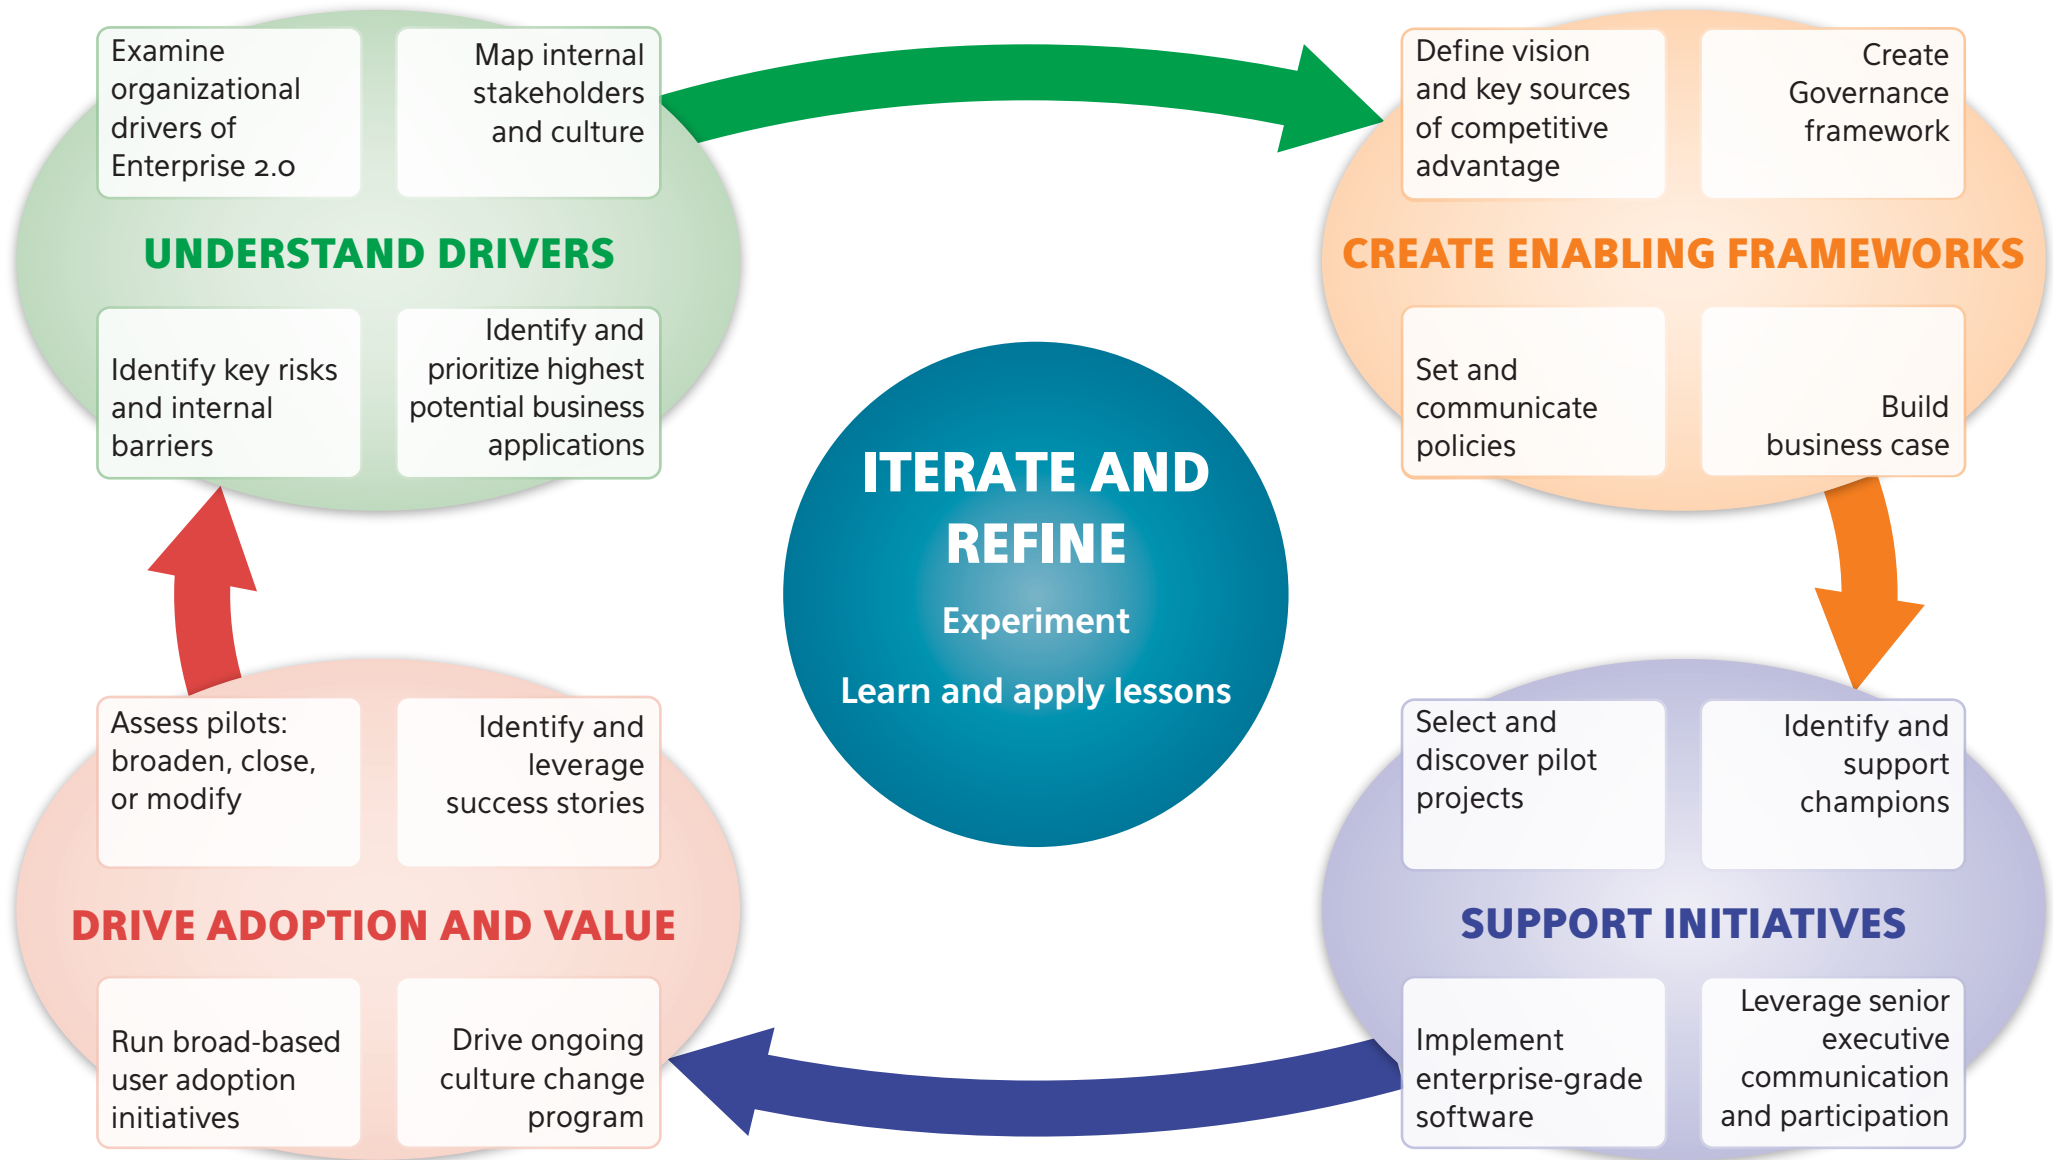 Examine
organizational
drivers of
Enterprise 2.0
Map internal
stakeholders
and culture
UNDERSTAND DRIVERS
Identify key risks
and internal
barriers
Identify and
prioritize highest
potential business
applications
Define vision
and key sources
of competitive
advantage
Create
Governance
framework
CREATE ENABLING FRAMEWORKS
Set and
communicate
policies
Build
business case
ITERATE AND
REFINE
Experiment
Learn and apply lessons
Assess pilots:
broaden, close,
or modify
Identify and
leverage
success stories
DRIVE ADOPTION AND VALUE
Run broad-based
user adoption
initiatives
Drive ongoing
culture change
program
Select and
discover pilot
projects
Identify and
support
champions
SUPPORT INITIATIVES
Implement
enterprise-grade
software
Leverage senior
executive
communication
and participation